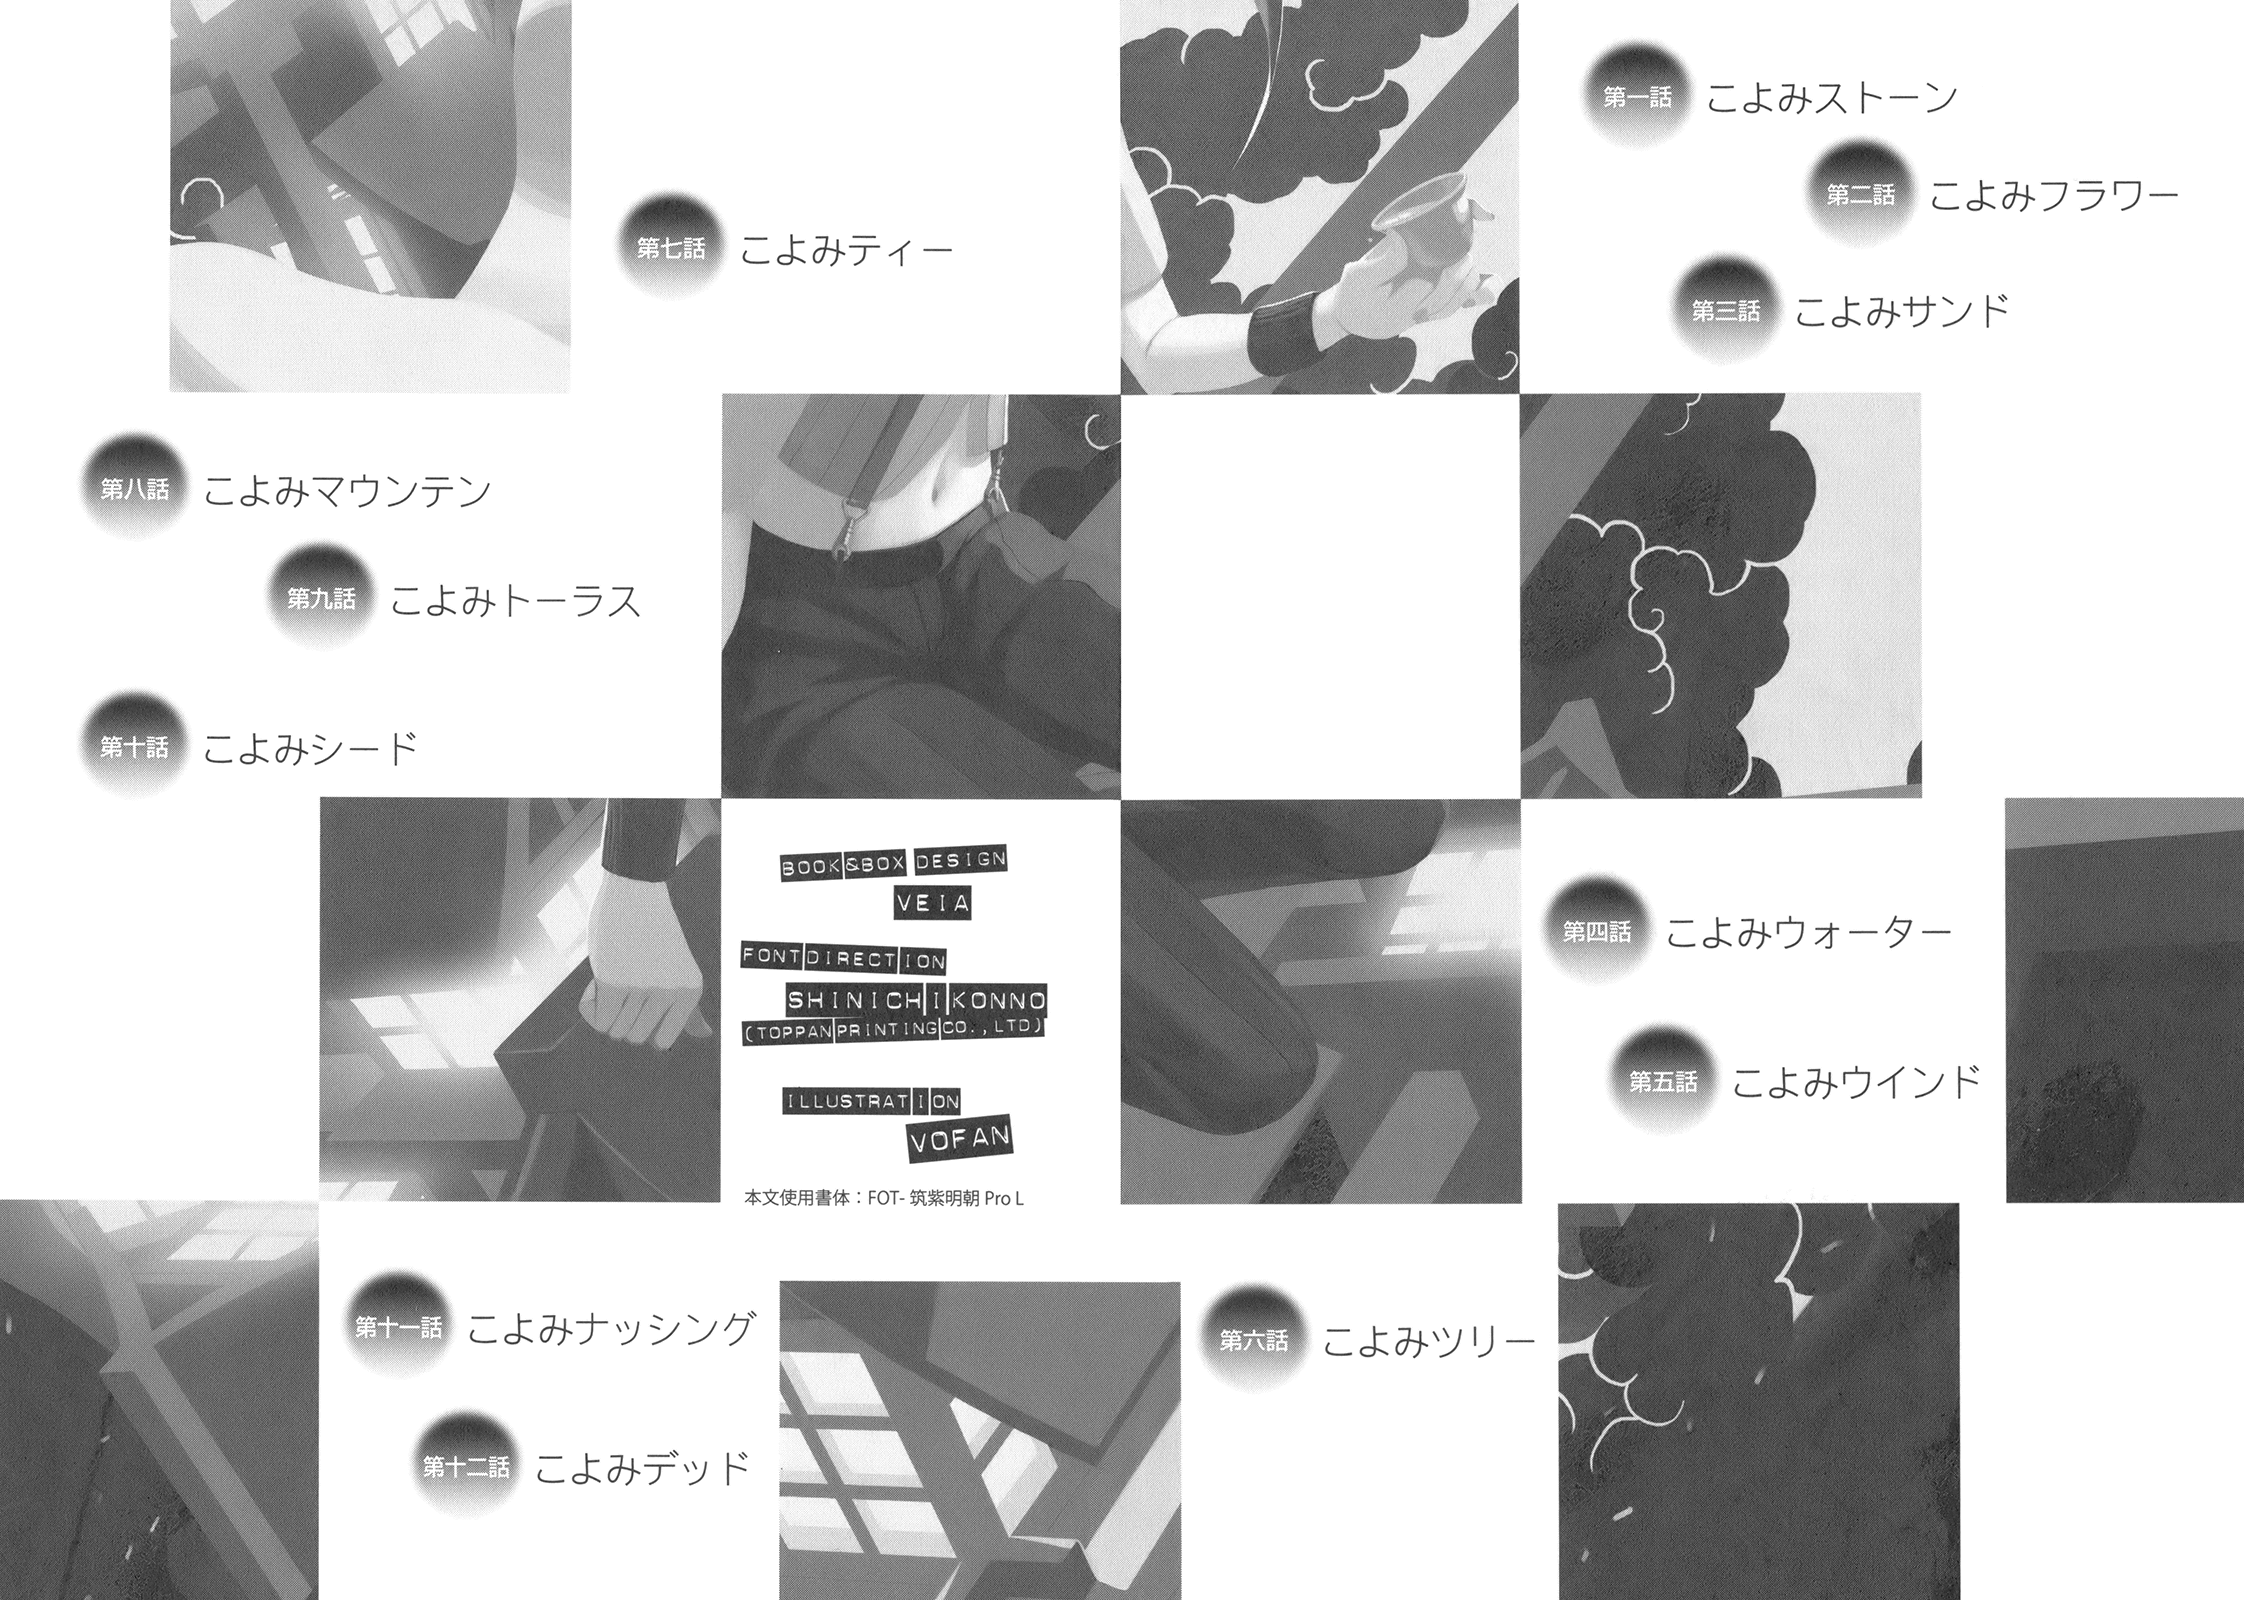 第一話 こよみストーン
第二話 こよみフラワー
第三話 こよみサンド
第四話 こよみウォーター
第五話 こよみウインド
第六話 こよみツリー
第七話 こよみティー
第八話 こよみマウンテン
第九話 こよみトーラス
第十話 こよみシード
第十一話 こよみナッシング
第十二話 こよみデッド
BOOK&BOX DESIGN
VEIA
FONT DIRECTION
SHINICHI KONNO
(TOPPAN PRINTING CO., LTD)
ILLUSTRATION
VOFAN
本文使用書体：FOT- 筑紫明朝 Pro L